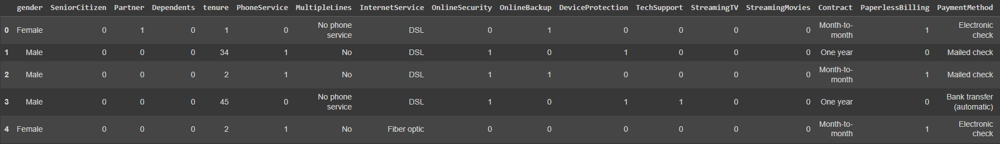 gender SeniorCitizen Partner Dependents tenure PhoneService MultipleLines InternetService OnlineSecurity OnlineBackup DeviceProtection TechSupport StreamingTV StreamingMovies Contract PaperlessBilling PaymentMethod
0 Female 0 1 0 1 0 No phone service DSL 0 1 0 0 0 0 Month-to-month 1 Electronic check
1 Male 0 0 0 34 1 No DSL 1 0 1 0 0 0 One year 0 Mailed check
2 Male 0 0 0 2 1 No DSL 1 1 0 0 0 0 Month-to-month 1 Mailed check
3 Male 0 0 0 45 0 No phone service DSL 1 0 1 1 0 0 One year 0 Bank transfer (automatic)
4 Female 0 0 0 2 1 No Fiber optic 0 0 0 0 0 0 Month-to-month 1 Electronic check